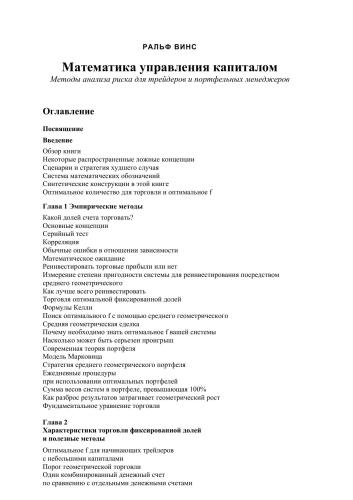 РАЛЬФ ВИНС
Математика управления капиталом
Методы анализа риска для трейдеров и портфельных менеджеров
Оглавление
Посвящение
Введение
Обзор книги
Некоторые распространенные ложные концепции
Сценарии и стратегия худшего случая
Система математических обозначений
Синтетические конструкции в этой книге
Оптимальное количество для торговли и оптимальное f
Глава 1 Эмпирические методы
Какой долей счета торговать?
Основные концепции
Серийный тест
Корреляция
Обычные ошибки в отношении зависимости
Математическое ожидание
Реинвестировать торговые прибыли или нет
Измерение степени пригодности системы для реинвестирования посредством
среднего геометрического
Как лучше всего реинвестировать
Торговля оптимальной фиксированной долей
Формулы Келли
Поиск оптимального f с помощью среднего геометрического
Средняя геометрическая сделка
Почему необходимо знать оптимальное f вашей системы
Насколько может быть серьезен проигрыш
Современная теория портфеля
Модель Марковица
Стратегия среднего геометрического портфеля
Ежедневные процедуры
при использовании оптимальных портфелей
Сумма весов систем в портфеле, превышающая 100%
Как разброс результатов затрагивает геометрический рост
Фундаментальное уравнение торговли
Глава 2
Характеристики торговли фиксированной долей
и полезные методы
Оптимальное f для начинающих трейдеров
с небольшими капиталами
Порог геометрической торговли
Один комбинированный денежный счет
по сравнению с отдельными денежными счетами